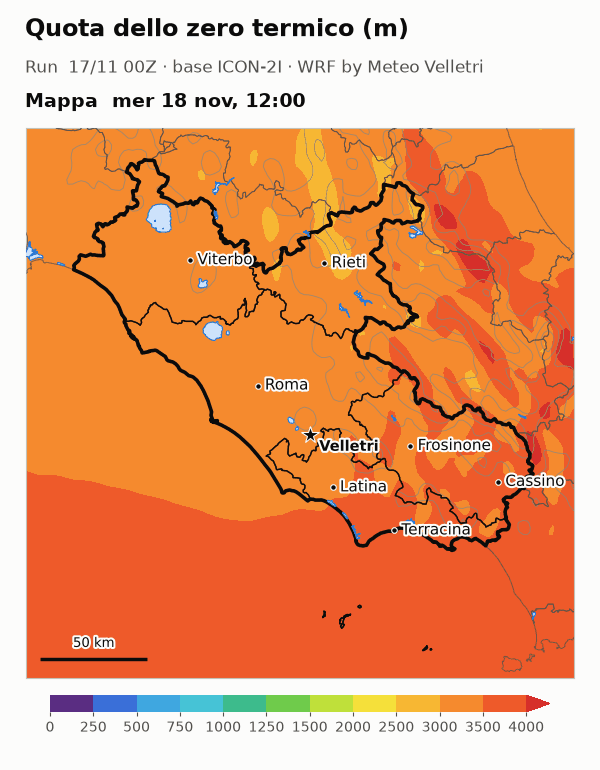 Quota dello zero termico (m)
Run 17/11 00Z · base ICON-2I · WRF by Meteo Velletri
Mappa mer 18 nov, 12:00
Viterbo
Rieti
Roma
Velletri
Frosinone
Cassino
Latina
Terracina
50 km
0 250 500 750 1000 1250 1500 2000 2500 3000 3500 4000